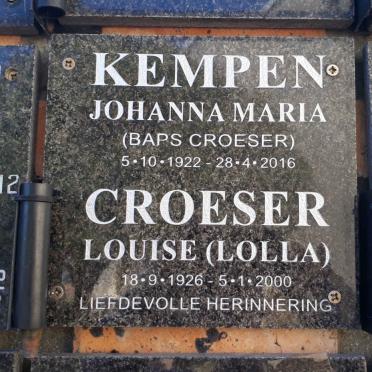 KEMPEN
JOHANNA MARIA
(BAPS CROESER)
5•10•1922 - 28•4•2016
CROESER
LOUISE (LOLLA)
18•9•1926 - 5•1•2000
LIEFDEVOLLE HERINNERING